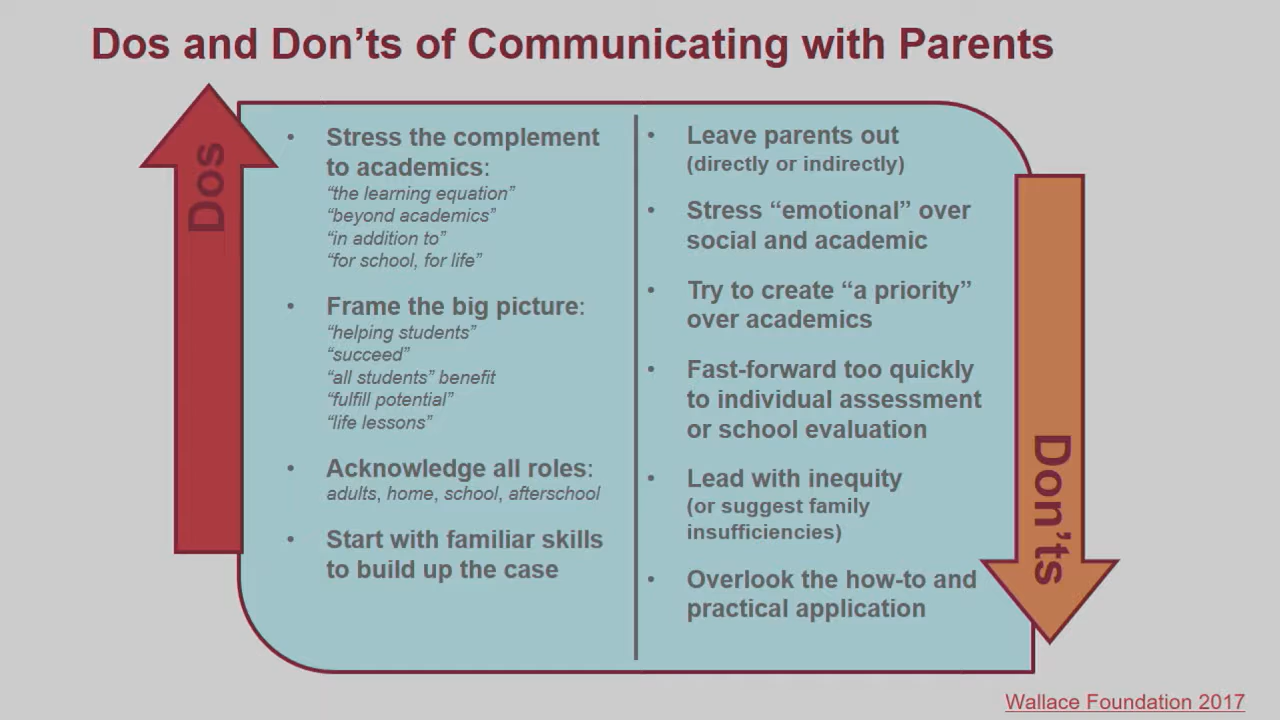 Dos and Don'ts of Communicating with Parents
Dos
• Stress the complement
to academics:
“the learning equation”
“beyond academics”
“in addition to”
“for school, for life”
• Frame the big picture:
“helping students”
“succeed”
“all students” benefit
“fulfill potential”
“life lessons”
• Acknowledge all roles:
adults, home, school, afterschool
• Start with familiar skills
to build up the case
• Leave parents out
(directly or indirectly)
• Stress “emotional” over
social and academic
• Try to create “a priority”
over academics
• Fast-forward too quickly
to individual assessment
or school evaluation
• Lead with inequity
(or suggest family
insufficiencies)
• Overlook the how-to and
practical application
Don'ts
Wallace Foundation 2017